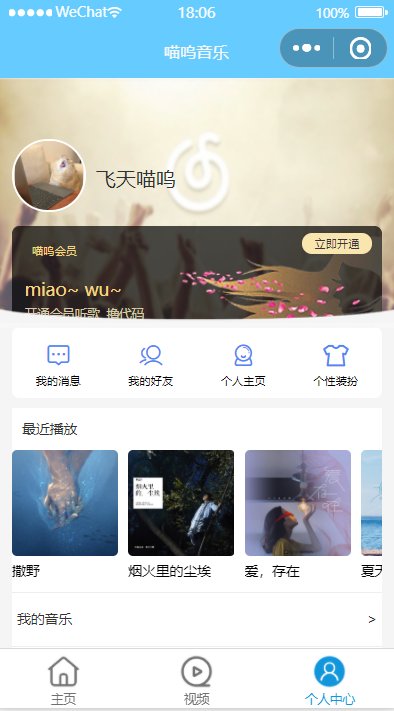 WeChat
18:06
100%
喵呜音乐
飞天喵呜
喵呜会员
立即开通
miao~ wu~
开通会员听歌, 撸代码
我的消息
我的好友
个人主页
个性装扮
最近播放
烟火里的
尘埃
爱
存在
撒野
烟火里的尘埃
爱，存在
夏天
我的音乐
>
主页
视频
个人中心